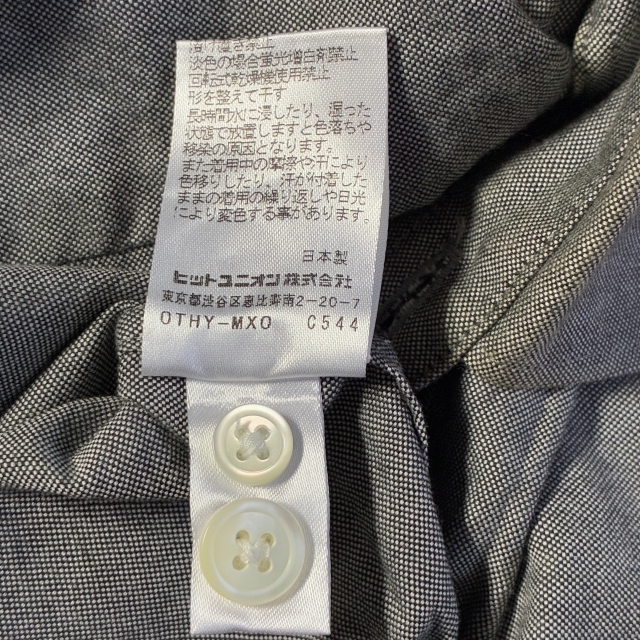 漬け置き禁止
淡色の場合蛍光増白剤禁止
回転式乾燥機使用禁止
形を整えて干す
長時間水に浸したり、湿った
状態で放置しますと色落ちや
移染の原因となります。
また着用中の摩擦や汗により
色移りしたり、汗が付着した
ままの着用の繰り返しや日光
により変色する事があります。
日本製
ヒットユニオン株式会社
東京都渋谷区恵比寿南2-20-7
OTHY-MXO C544